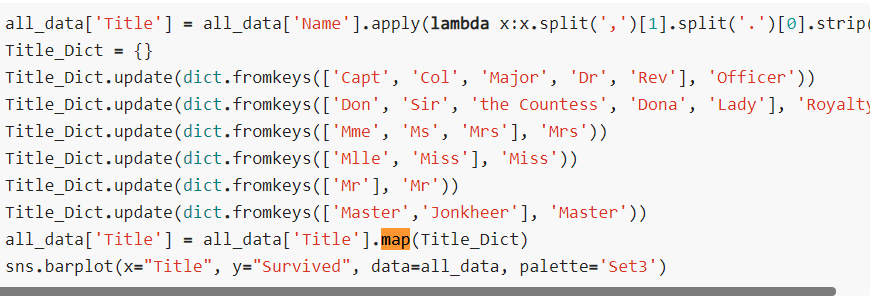 all_data['Title'] = all_data['Name'].apply(lambda x:x.split(',')[1].split('.')[0].strip(
Title_Dict = {}
Title_Dict.update(dict.fromkeys(['Capt', 'Col', 'Major', 'Dr', 'Rev'], 'Officer'))
Title_Dict.update(dict.fromkeys(['Don', 'Sir', 'the Countess', 'Dona', 'Lady'], 'Royalty
Title_Dict.update(dict.fromkeys(['Mme', 'Ms', 'Mrs'], 'Mrs'))
Title_Dict.update(dict.fromkeys(['Mlle', 'Miss'], 'Miss'))
Title_Dict.update(dict.fromkeys(['Mr'], 'Mr'))
Title_Dict.update(dict.fromkeys(['Master','Jonkheer'], 'Master'))
all_data['Title'] = all_data['Title'].map(Title_Dict)
sns.barplot(x="Title", y="Survived", data=all_data, palette='Set3')